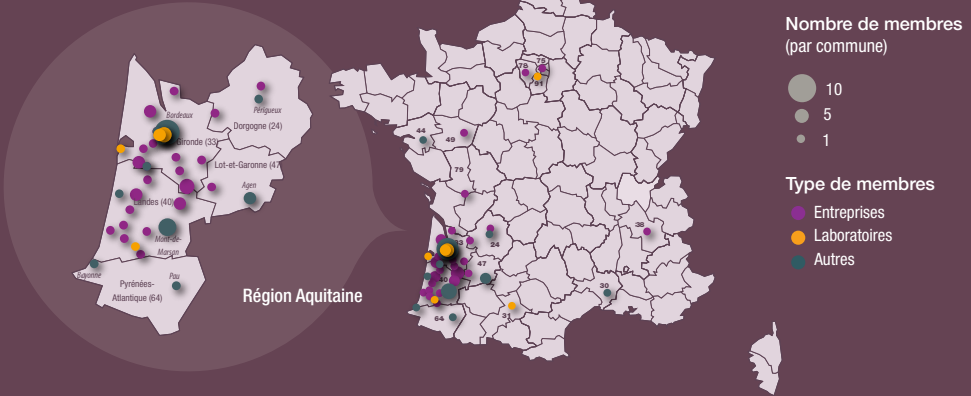 Nombre de membres
(par commune)
10
5
1
Type de membres
Entreprises
Laboratoires
Autres
Région Aquitaine
Périgueux
Dorgogne (24)
Bordeaux
Gironde (33)
Lot-et-Garonne (47
Agen
Landes (40)
Mont-de-
Marsan
Bayonne
Pau
Pyrénées-
Atlantique (64)
78
75
91
44
49
79
33
24
47
40
64
31
30
38